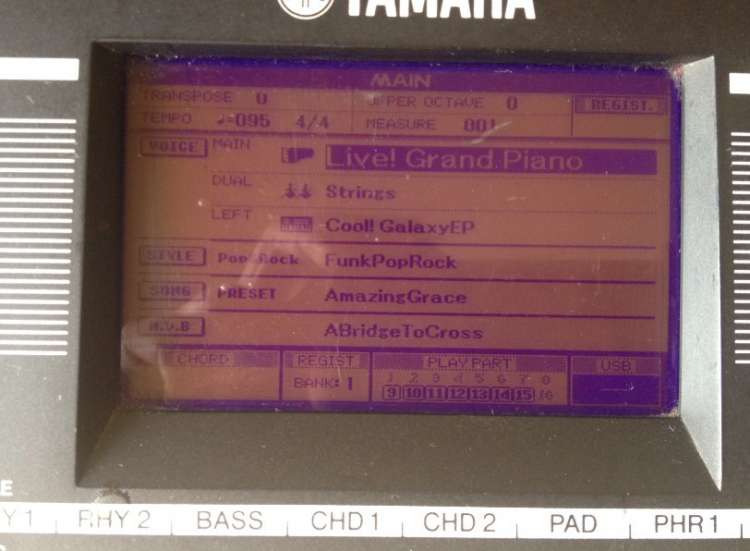 YAMAHA
MAIN
TRANSPOSE 0 UPPER OCTAVE 0 REGIST.
TEMPO ♩=095 4/4 MEASURE 001
VOICE MAIN Live! Grand Piano
DUAL Strings
LEFT Cool! GalaxyEP
STYLE Pop&Rock FunkPopRock
SONG PRESET AmazingGrace
M.D.B ABridgeToCross
CHORD REGIST PLAY PART USB
BANK: 1 1 2 3 4 5 6 7 8
9 10 11 12 13 14 15 16
E
Y 1 RHY 2 BASS CHD 1 CHD 2 PAD PHR 1